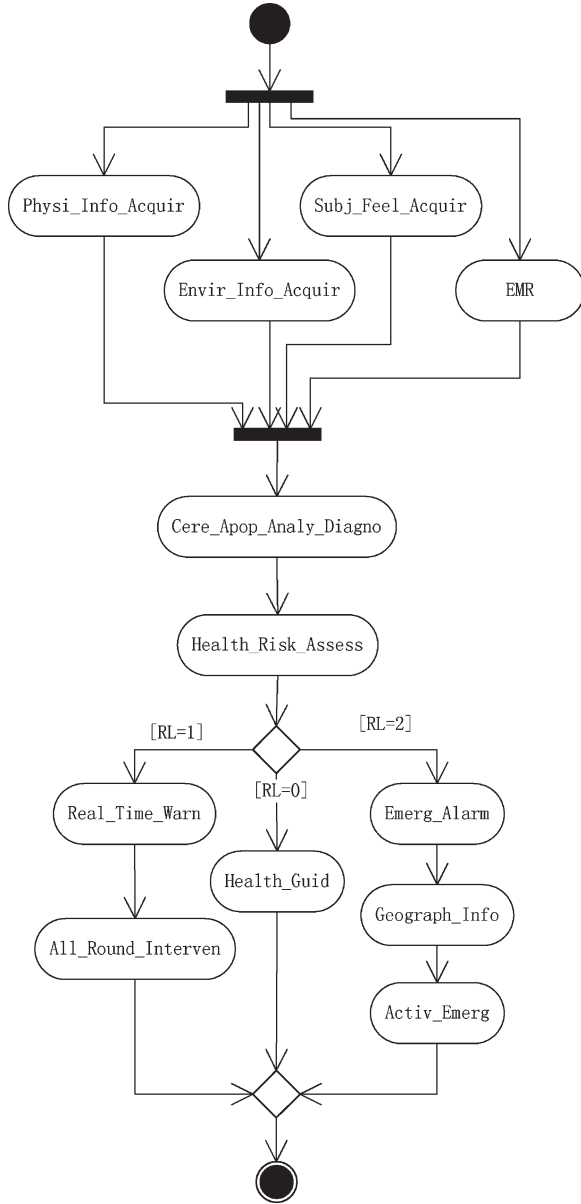 Physi_Info_Acquir
Subj_Feel_Acquir
Envir_Info_Acquir
EMR
Cere_Apop_Analy_Diagno
Health_Risk_Assess
[RL=1]
[RL=2]
[RL=0]
Real_Time_Warn
Emerg_Alarm
Health_Guid
Geograph_Info
All_Round_Interven
Activ_Emerg